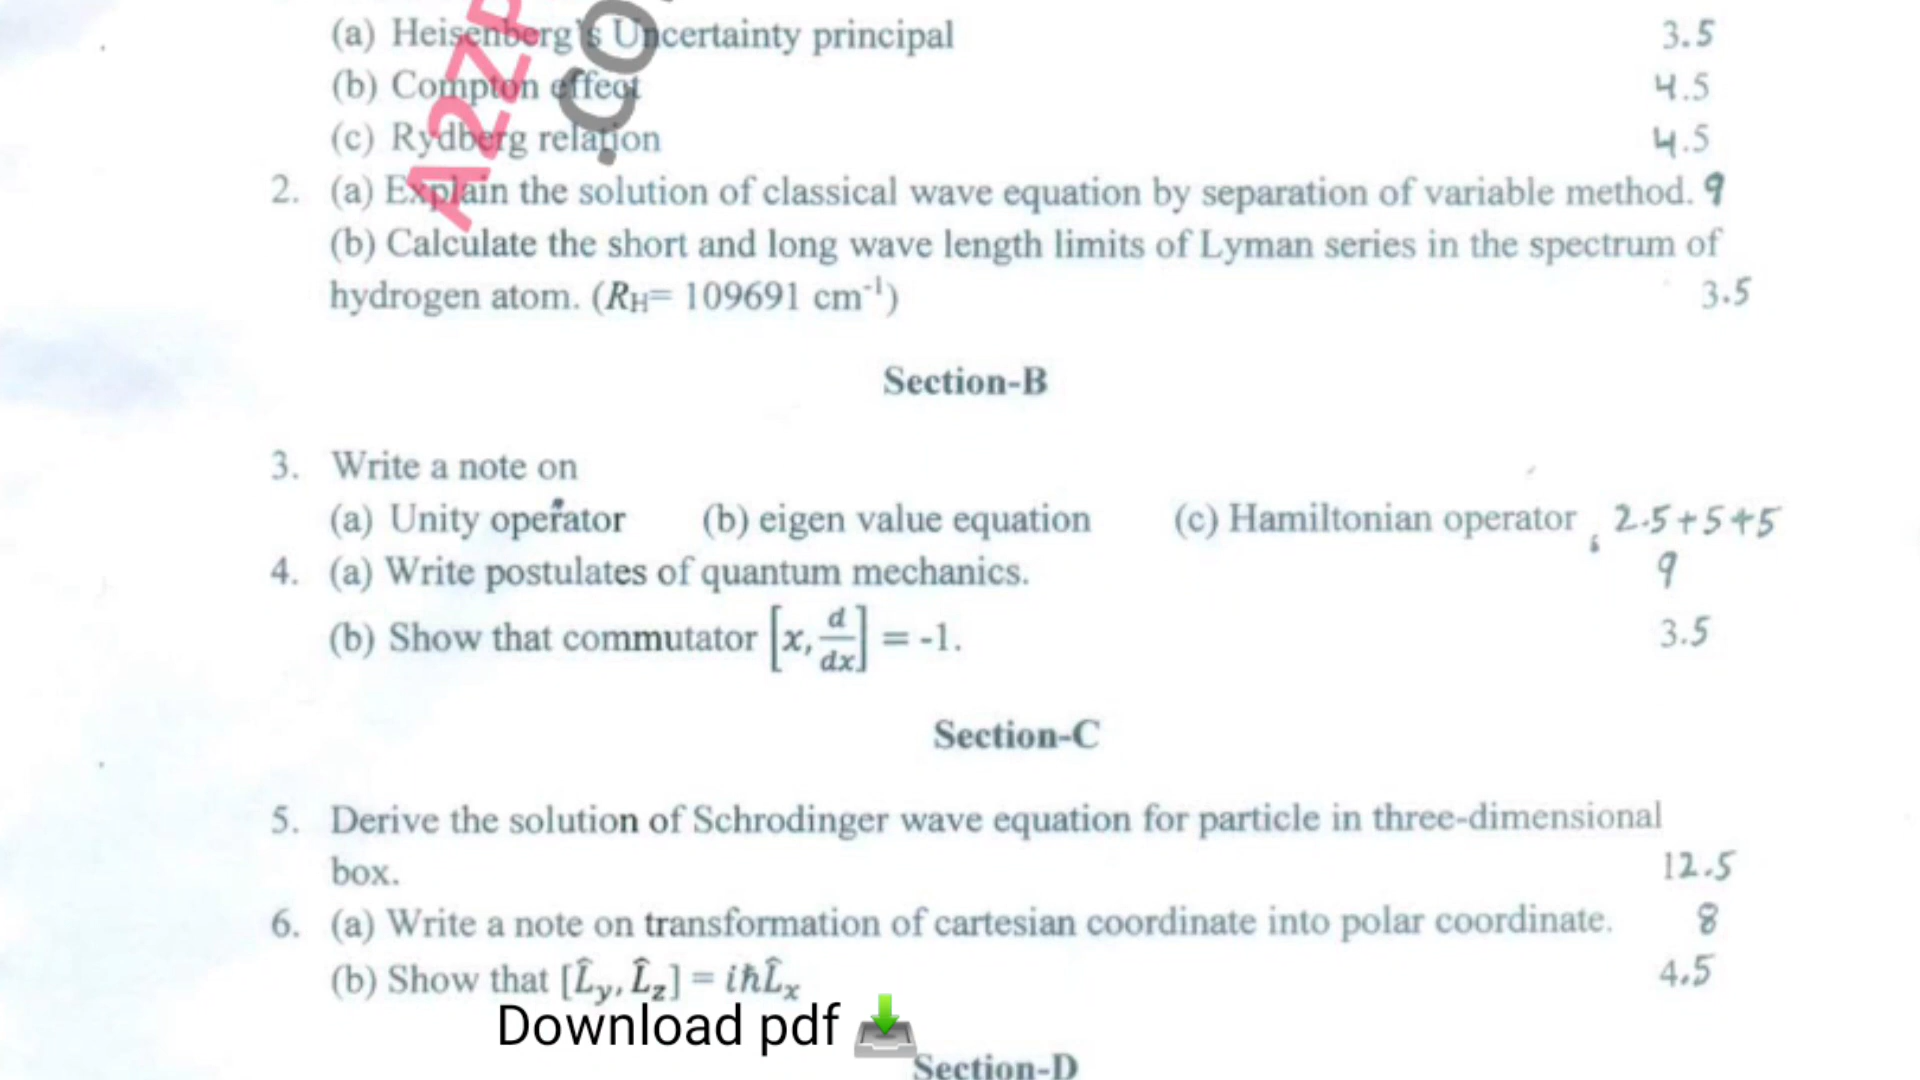 (a) Heisenberg's Uncertainty principal 3.5
(b) Compton effect 4.5
(c) Rydberg relation 4.5
A2ZP
.CO
2. (a) Explain the solution of classical wave equation by separation of variable method. 9
(b) Calculate the short and long wave length limits of Lyman series in the spectrum of
hydrogen atom. (R_H= 109691 cm⁻¹) 3.5
Section-B
3. Write a note on
(a) Unity operator (b) eigen value equation (c) Hamiltonian operator , 2.5+5+5
4. (a) Write postulates of quantum mechanics. 9
(b) Show that commutator [x, d/dx] = -1. 3.5
Section-C
5. Derive the solution of Schrodinger wave equation for particle in three-dimensional
box. 12.5
6. (a) Write a note on transformation of cartesian coordinate into polar coordinate. 8
(b) Show that [L̂y, L̂z] = iħL̂x 4.5
Download pdf
Section-D